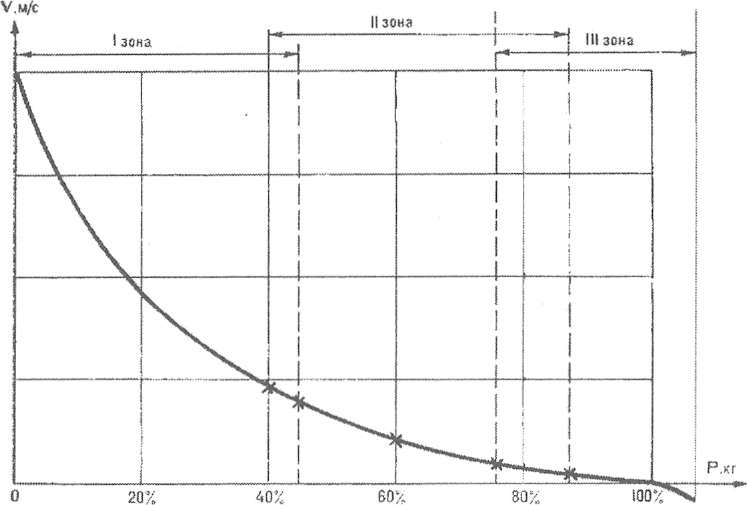 V.м/с
II зона
I зона
III зона
P.кг
0 20% 40% 60% 80% 100%